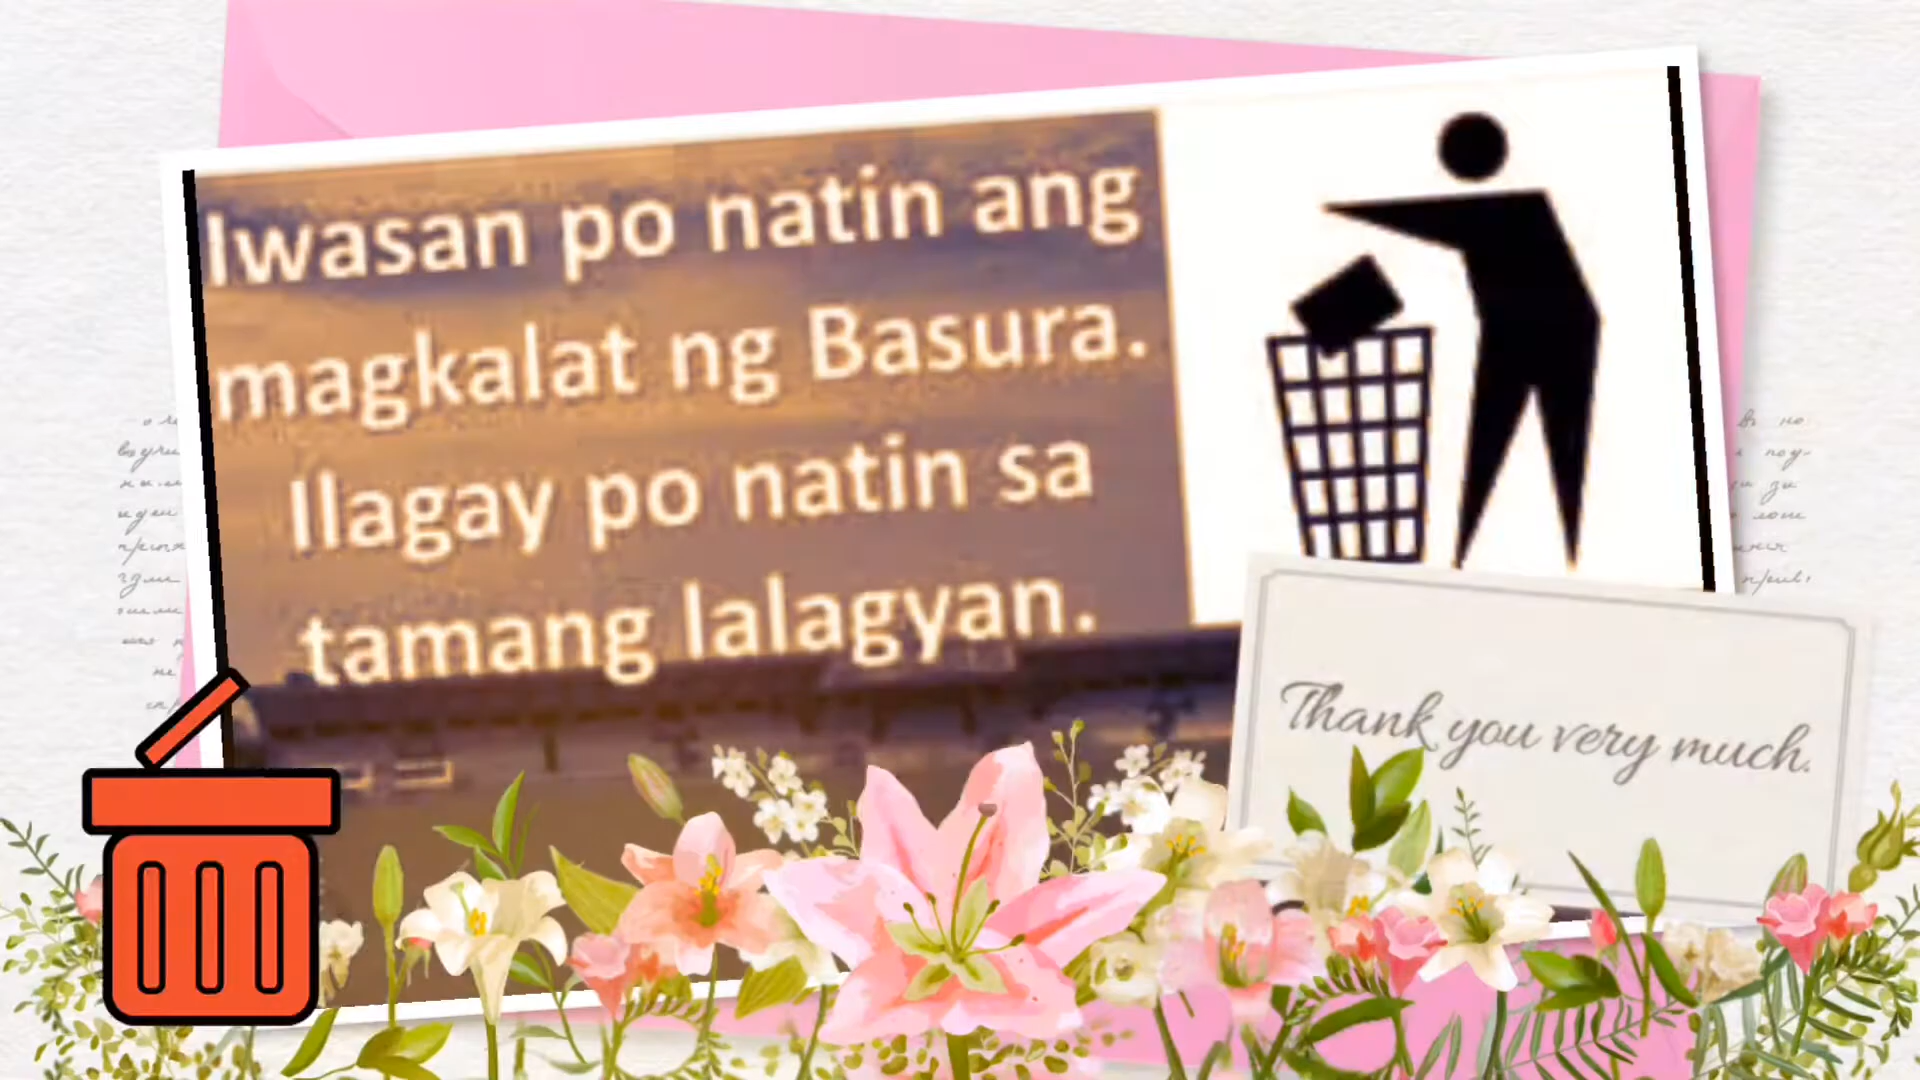 Iwasan po natin ang
magkalat ng Basura.
Ilagay po natin sa
tamang lalagyan.
Thank you very much.